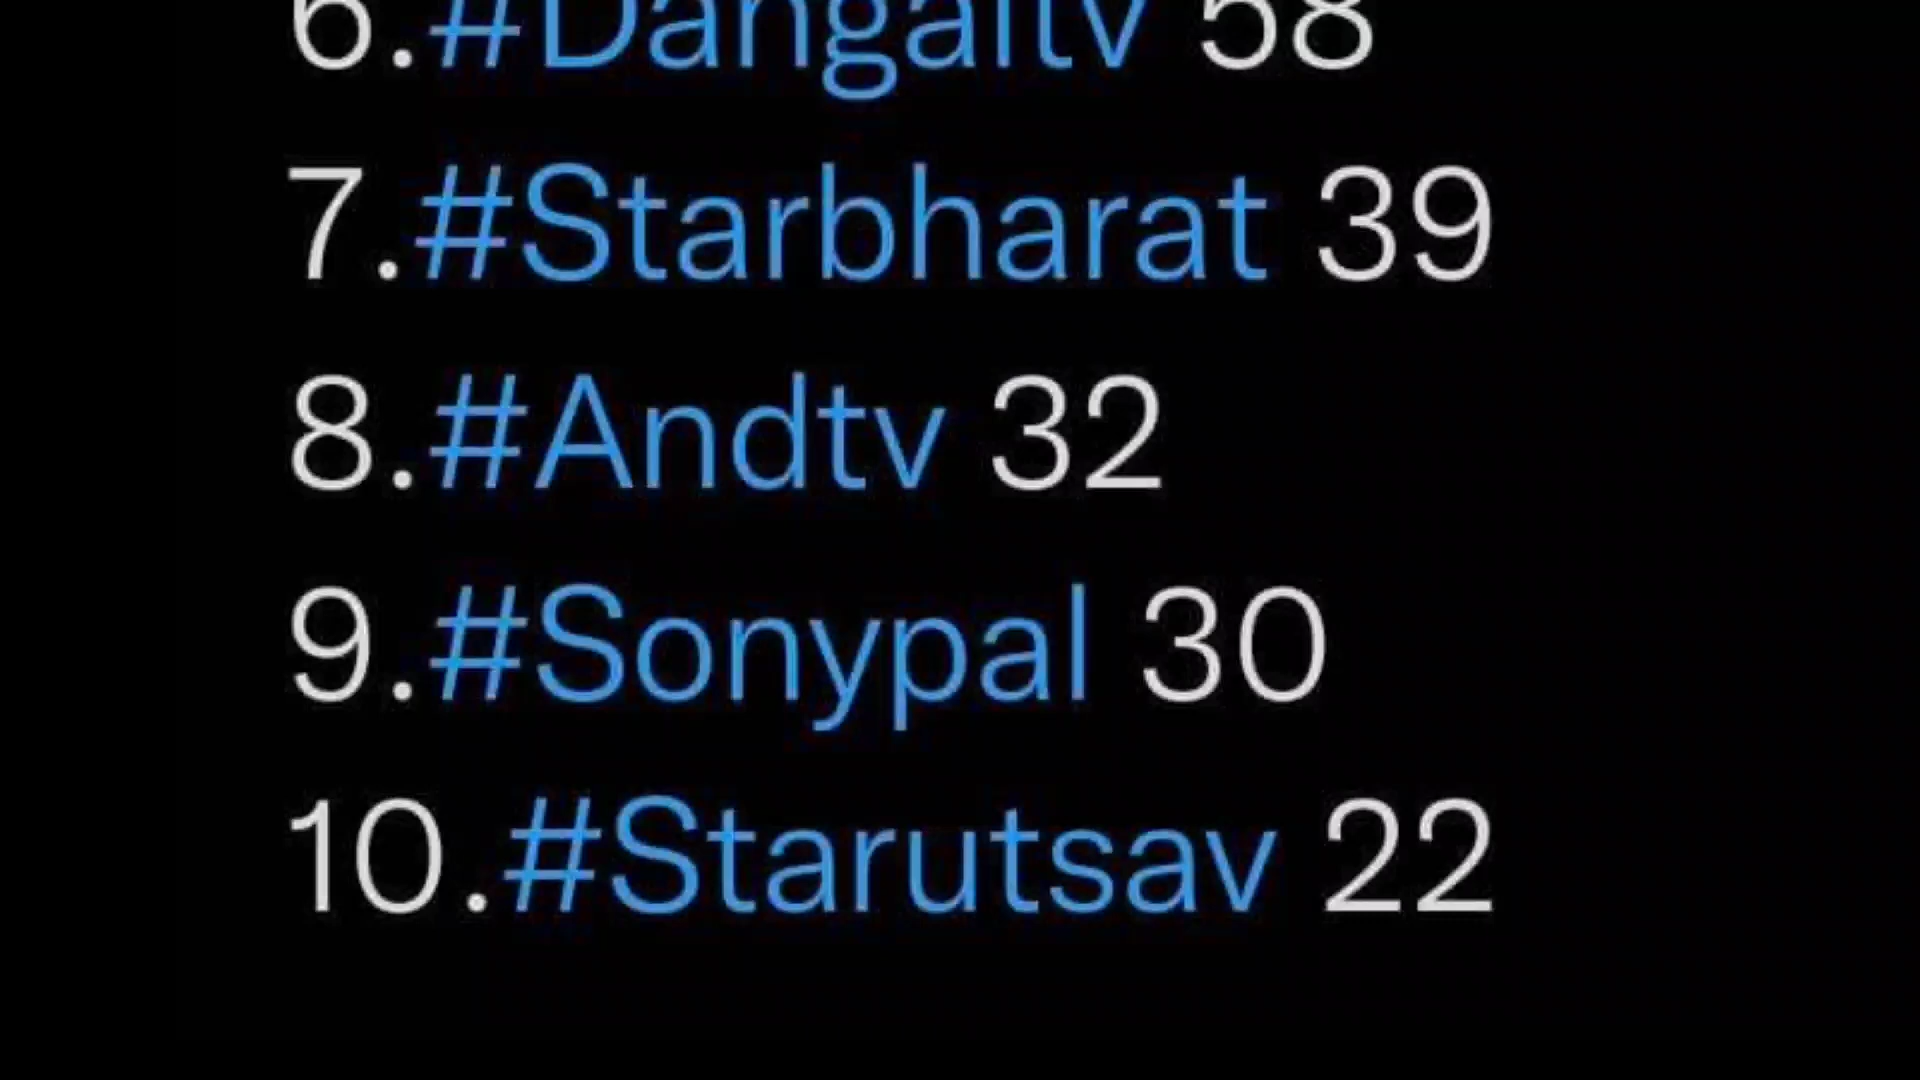 6.#Dangaltv 58
7.#Starbharat 39
8.#Andtv 32
9.#Sonypal 30
10.#Starutsav 22